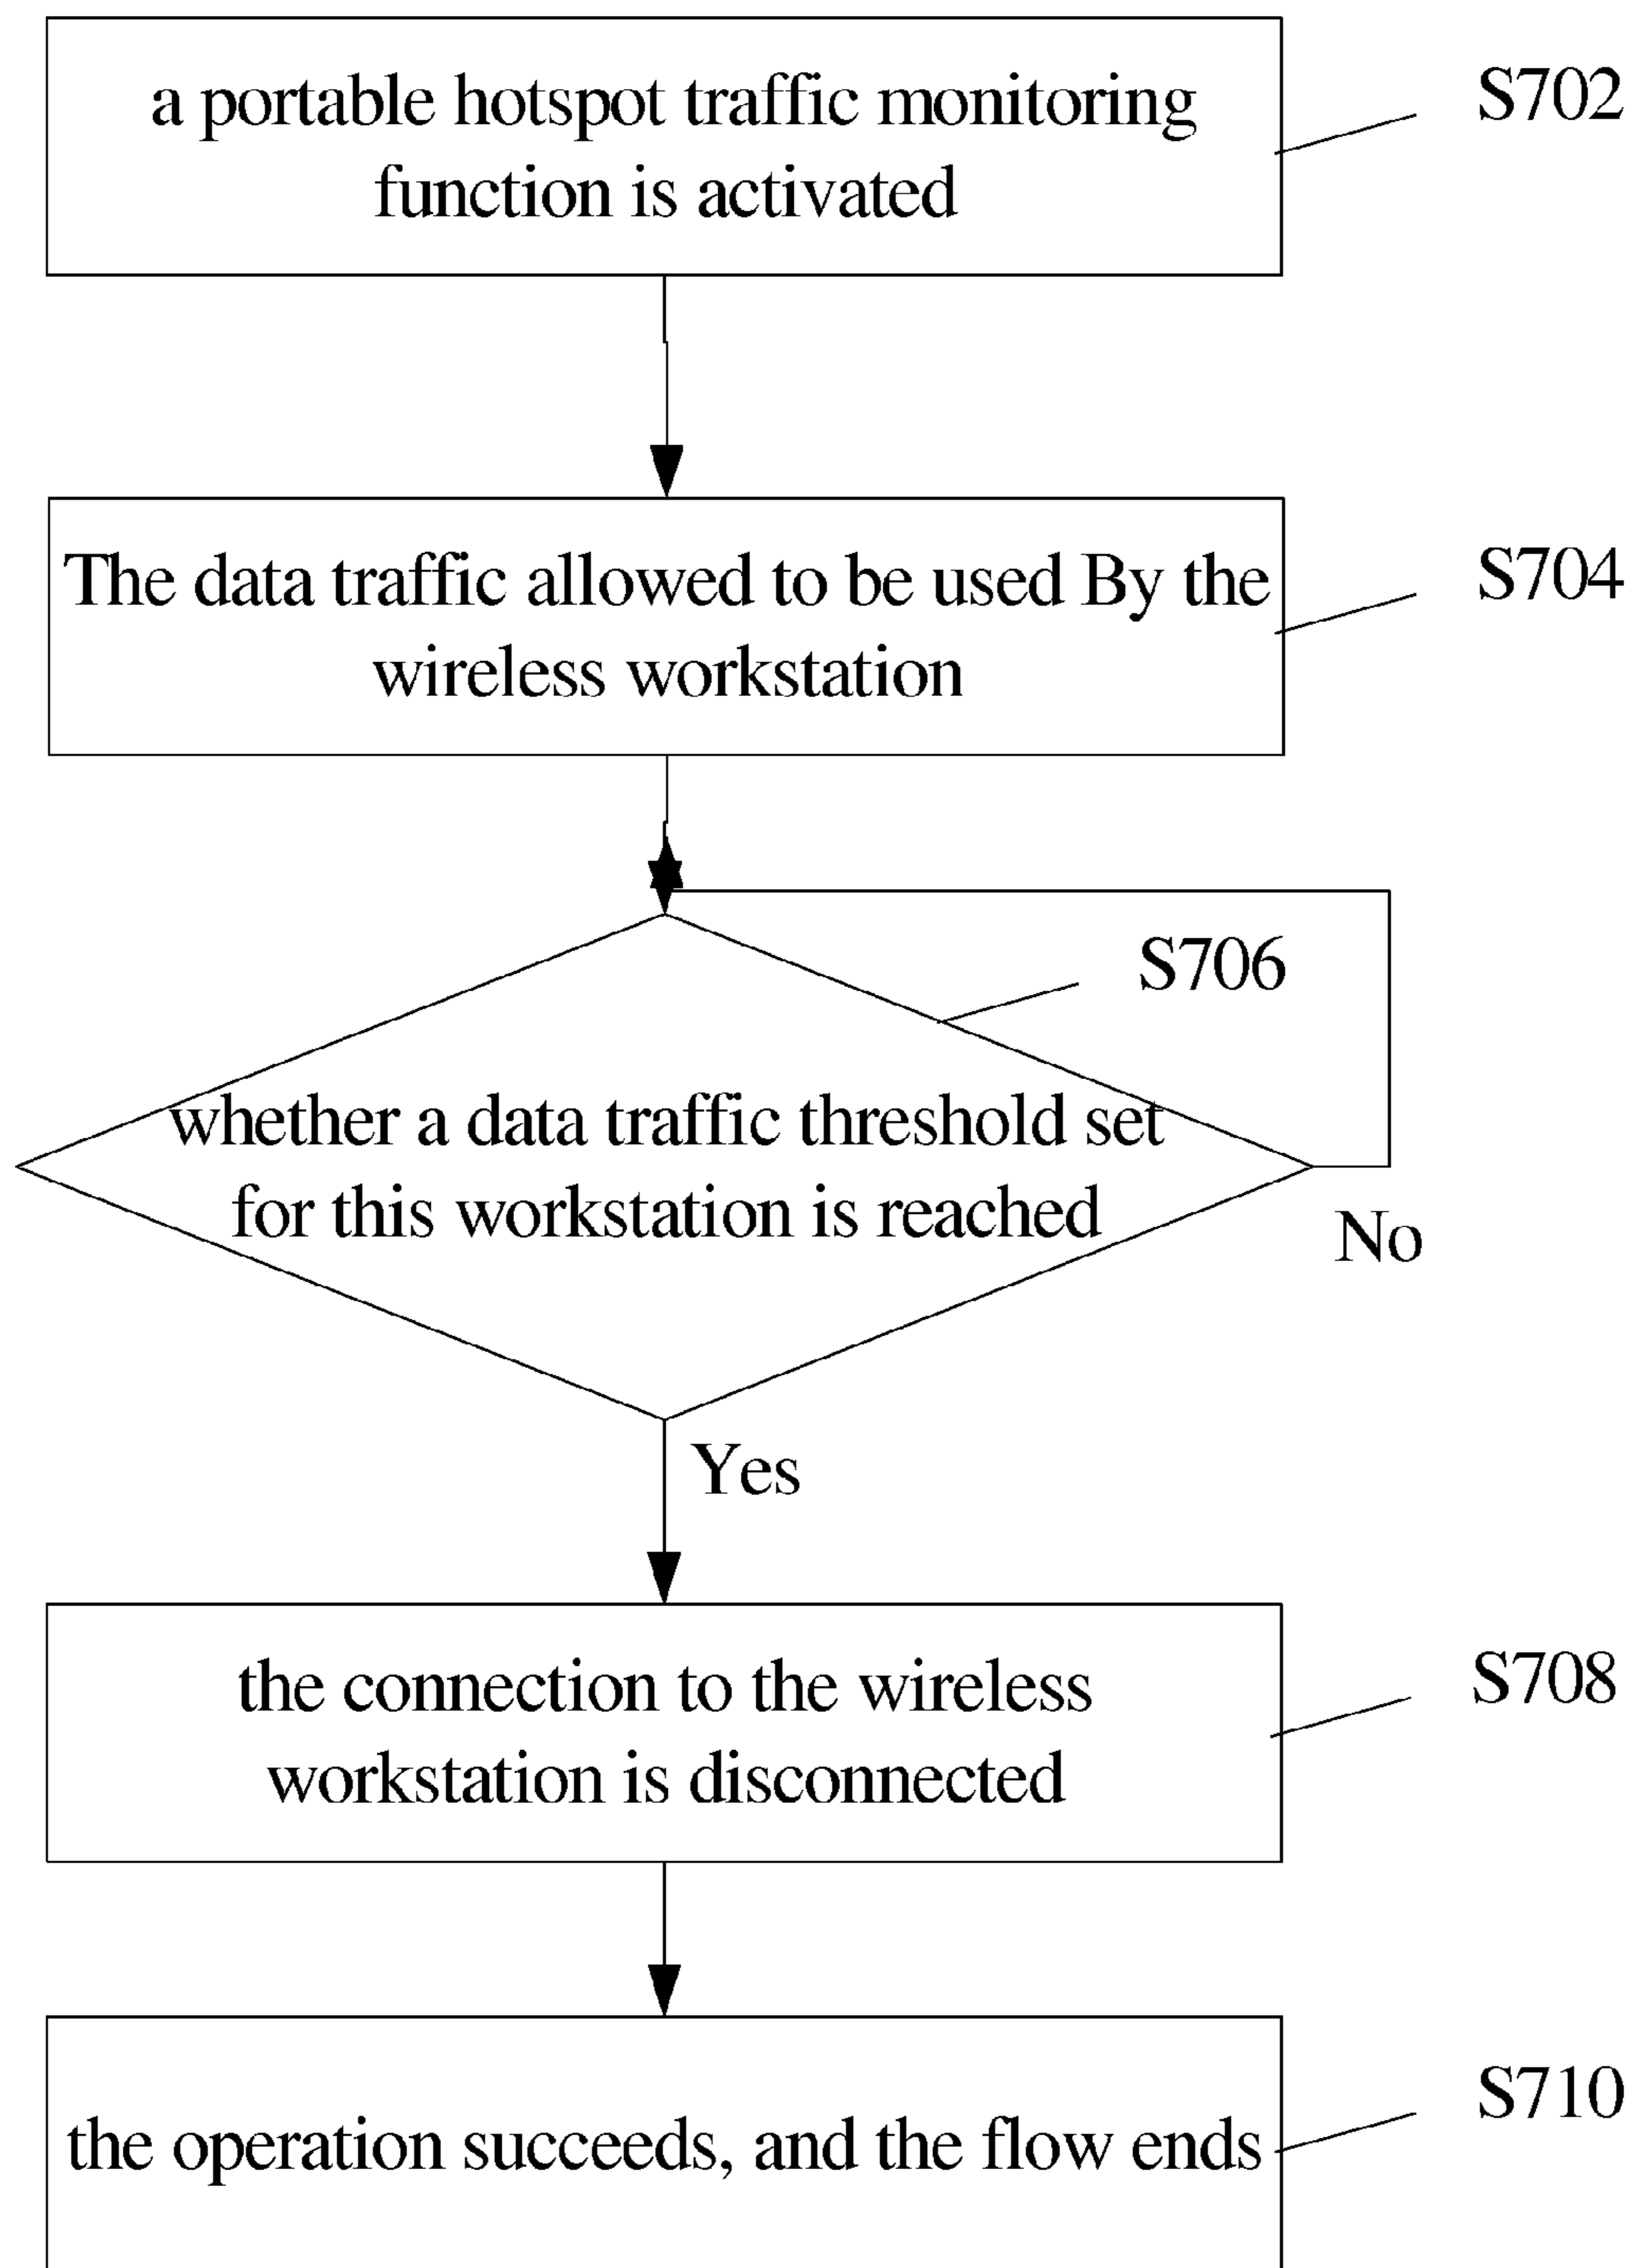 a portable hotspot traffic monitoring
function is activated
S702
The data traffic allowed to be used By the
wireless workstation
S704
S706
whether a data traffic threshold set
for this workstation is reached
No
Yes
the connection to the wireless
workstation is disconnected
S708
the operation succeeds, and the flow ends
S710